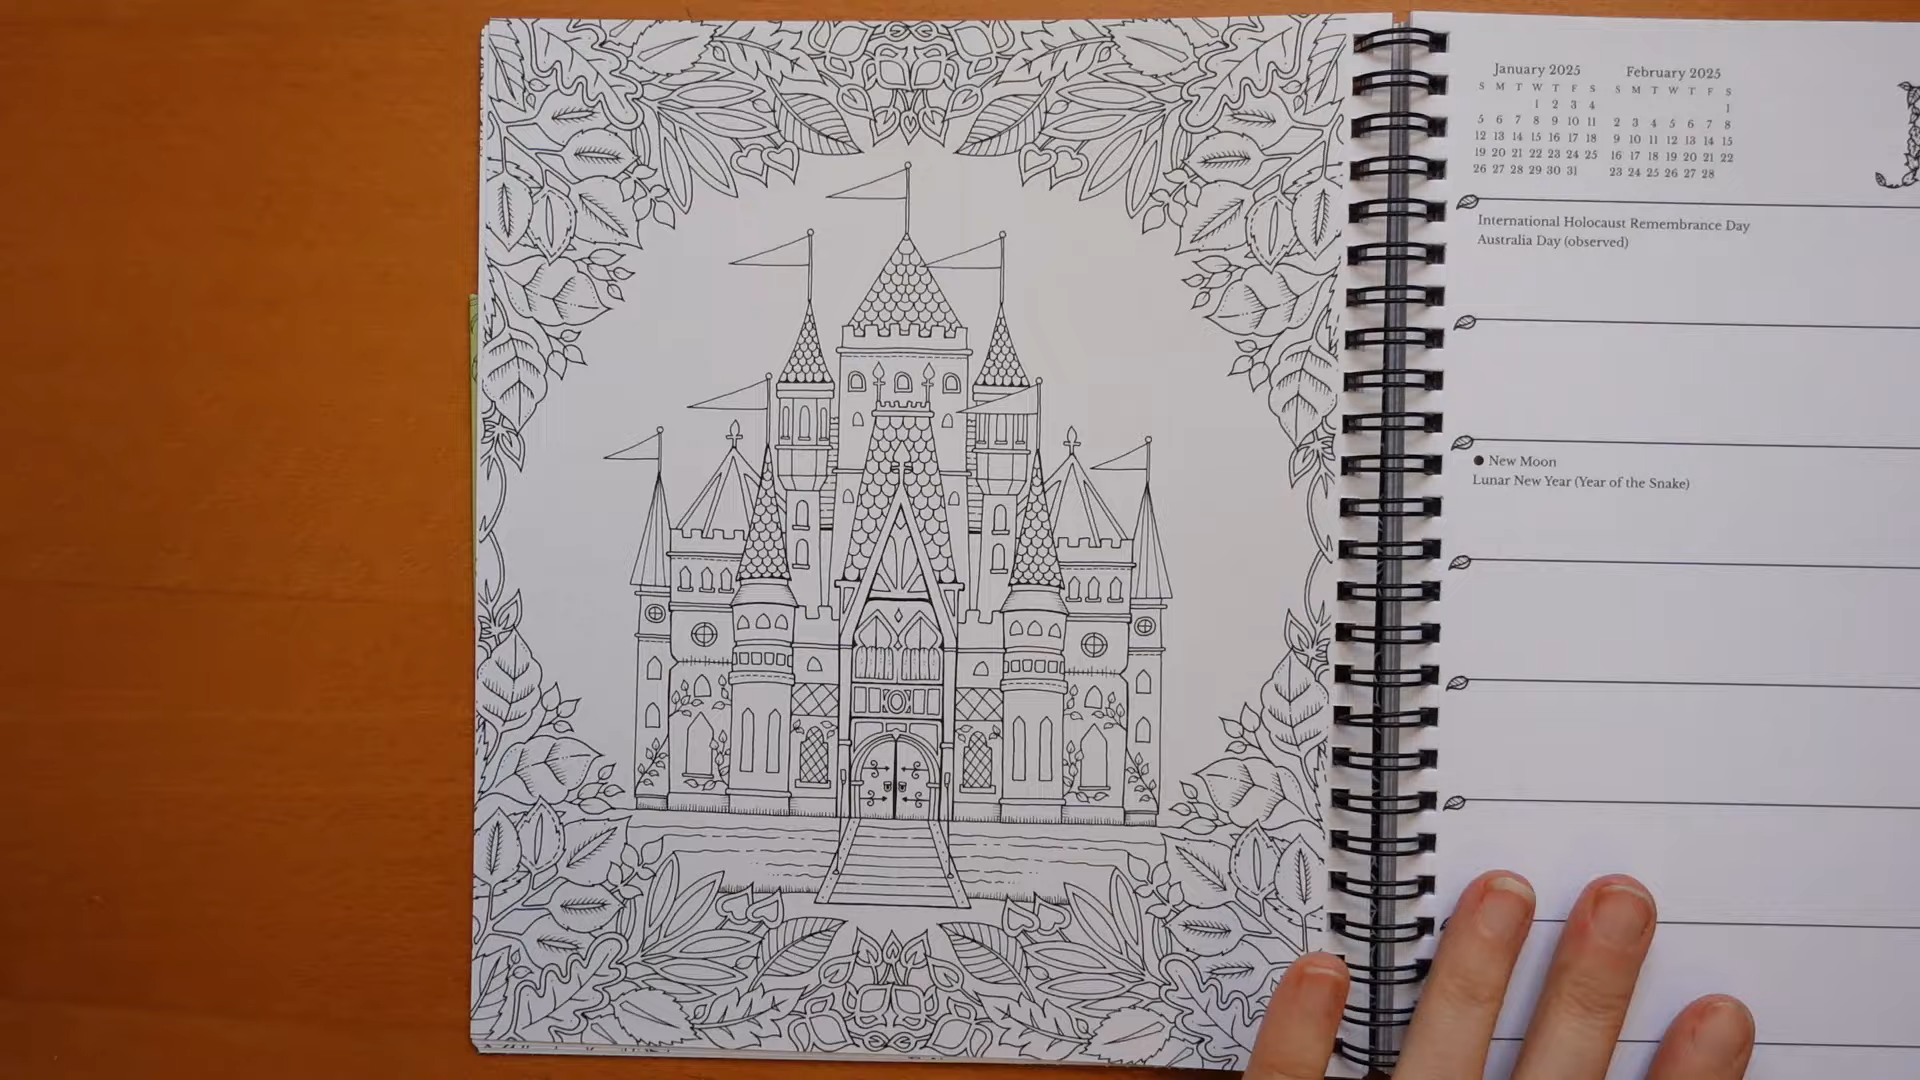 January 2025 February 2025
S M T W T F S S M T W T F S
1 2 3 4 1
5 6 7 8 9 10 11 2 3 4 5 6 7 8
12 13 14 15 16 17 18 9 10 11 12 13 14 15
19 20 21 22 23 24 25 16 17 18 19 20 21 22
26 27 28 29 30 31 23 24 25 26 27 28
International Holocaust Remembrance Day
Australia Day (observed)
New Moon
Lunar New Year (Year of the Snake)